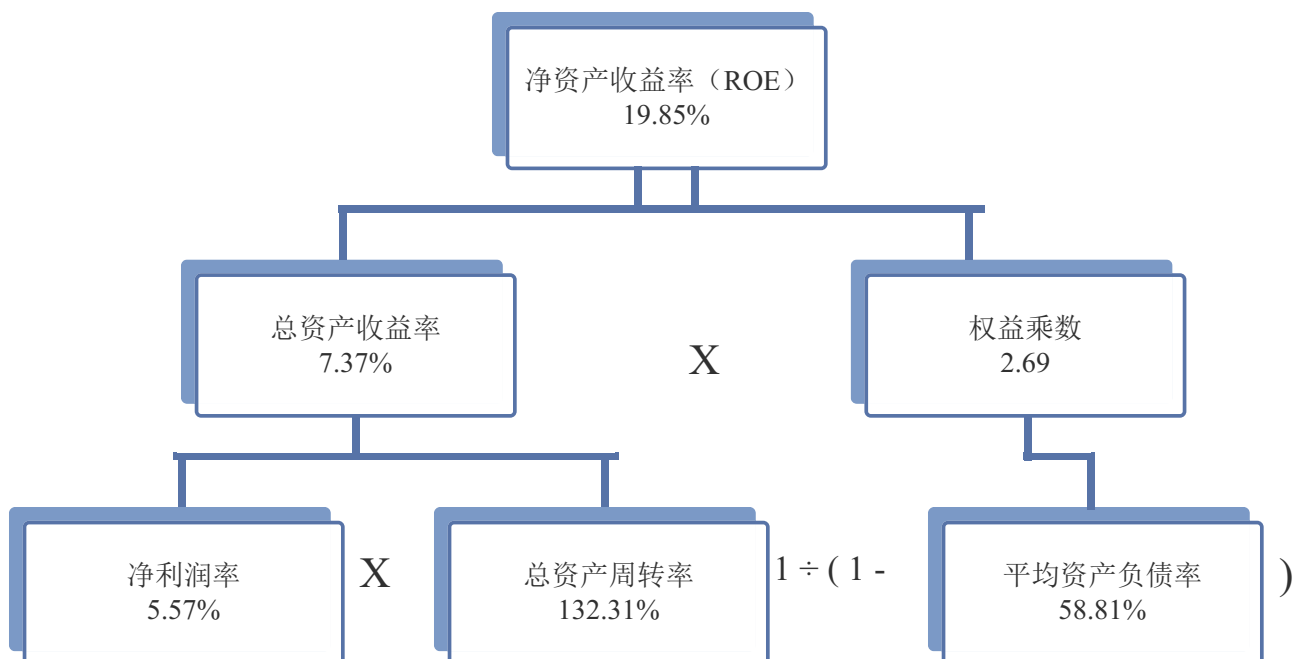 净资产收益率（ROE）
19.85%
总资产收益率
7.37%
X
权益乘数
2.69
净利润率
5.57%
X
总资产周转率
132.31%
1 ÷ ( 1 -
平均资产负债率
58.81%
)